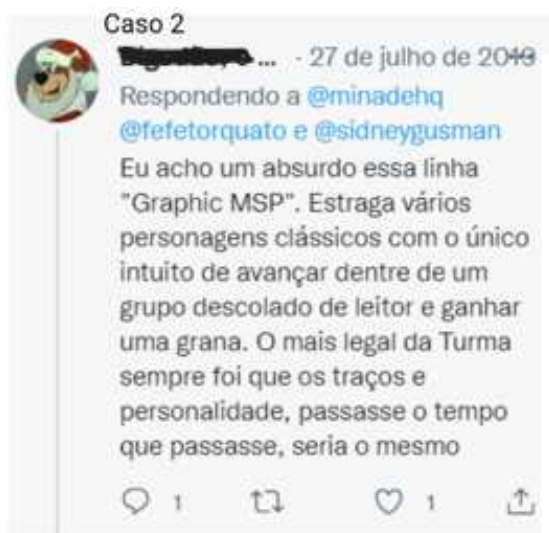 Caso 2
... · 27 de julho de 2019
Respondendo a @minadehq
@fefetorquato e @sidneygusman
Eu acho um absurdo essa linha
"Graphic MSP". Estraga vários
personagens clássicos com o único
intuito de avançar dentre de um
grupo descolado de leitor e ganhar
uma grana. O mais legal da Turma
sempre foi que os traços e
personalidade, passasse o tempo
que passasse, seria o mesmo
1 1